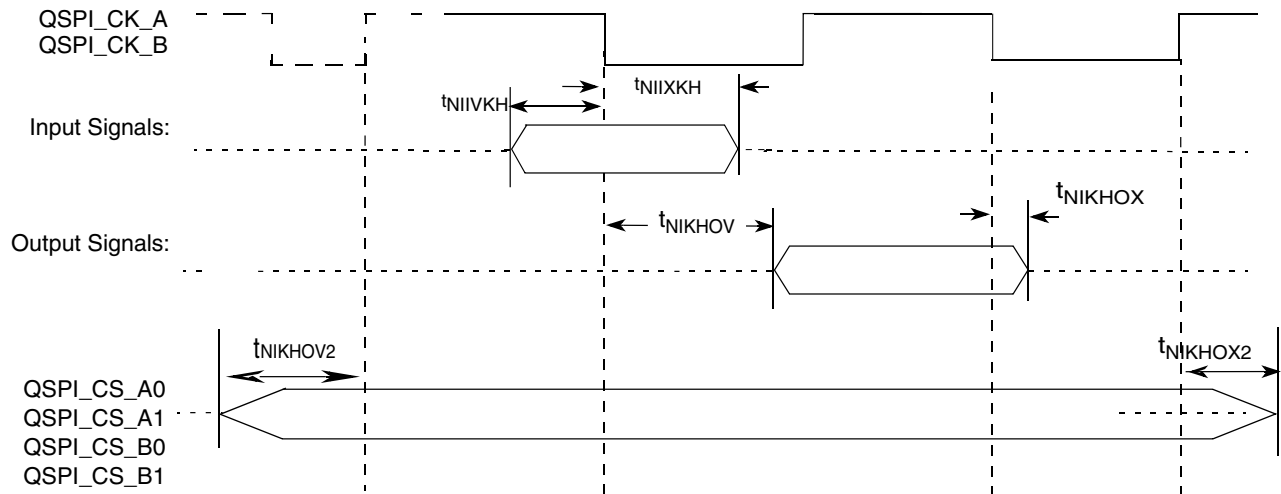 QSPI_CK_A
QSPI_CK_B
tNIIXKH
tNIIVKH
Input Signals:
tNIKHOX
tNIKHOV
Output Signals:
tNIKHOV2
tNIKHOX2
QSPI_CS_A0
QSPI_CS_A1
QSPI_CS_B0
QSPI_CS_B1